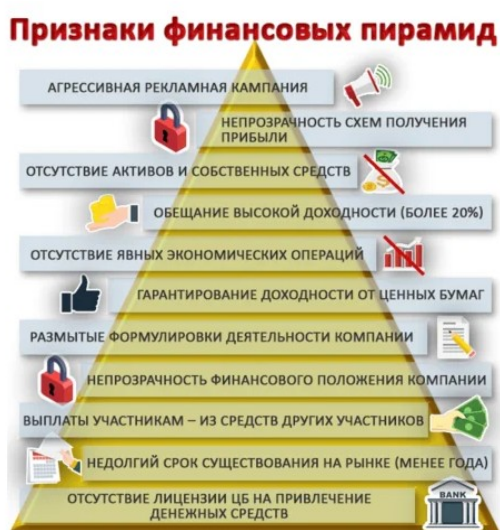 Признаки финансовых пирамид
АГРЕССИВНАЯ РЕКЛАМНАЯ КАМПАНИЯ
НЕПРОЗРАЧНОСТЬ СХЕМ ПОЛУЧЕНИЯ
ПРИБЫЛИ
ОТСУТСТВИЕ АКТИВОВ И СОБСТВЕННЫХ СРЕДСТВ
ОБЕЩАНИЕ ВЫСОКОЙ ДОХОДНОСТИ (БОЛЕЕ 20%)
ОТСУТСТВИЕ ЯВНЫХ ЭКОНОМИЧЕСКИХ ОПЕРАЦИЙ
ГАРАНТИРОВАНИЕ ДОХОДНОСТИ ОТ ЦЕННЫХ БУМАГ
РАЗМЫТЫЕ ФОРМУЛИРОВКИ ДЕЯТЕЛЬНОСТИ КОМПАНИИ
НЕПРОЗРАЧНОСТЬ ФИНАНСОВОГО ПОЛОЖЕНИЯ КОМПАНИИ
ВЫПЛАТЫ УЧАСТНИКАМ – ИЗ СРЕДСТВ ДРУГИХ УЧАСТНИКОВ
НЕДОЛГИЙ СРОК СУЩЕСТВОВАНИЯ НА РЫНКЕ (МЕНЕЕ ГОДА)
ОТСУТСТВИЕ ЛИЦЕНЗИИ ЦБ НА ПРИВЛЕЧЕНИЕ
ДЕНЕЖНЫХ СРЕДСТВ
BANK